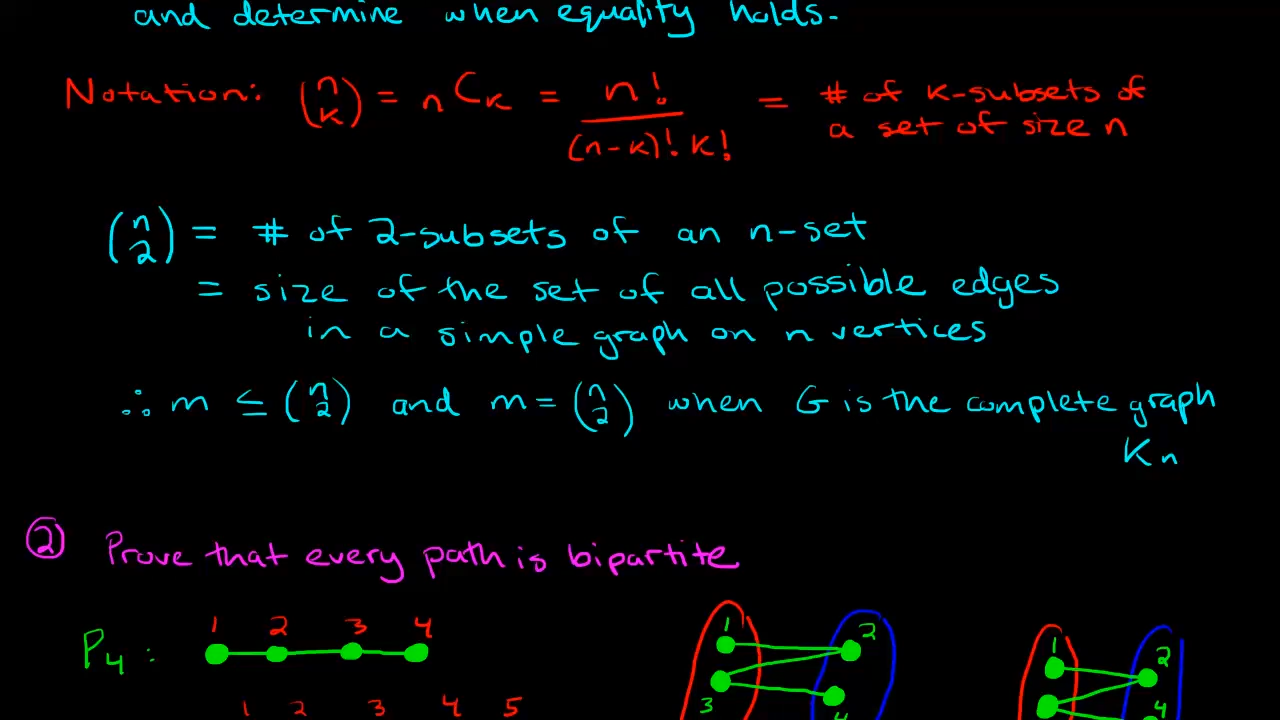 and determine when equality holds.
Notation: (n k) = nCk = n! / (n-k)! k! = # of k-subsets of a set of size n
(n 2) = # of 2-subsets of an n-set
= size of the set of all possible edges
in a simple graph on n vertices
∴ m ≤ (n 2) and m = (n 2) when G is the complete graph
Kn
② Prove that every path is bipartite
P4 :
1 2 3 4
1 2 3 4 5
1 2
3 4
1 2
4